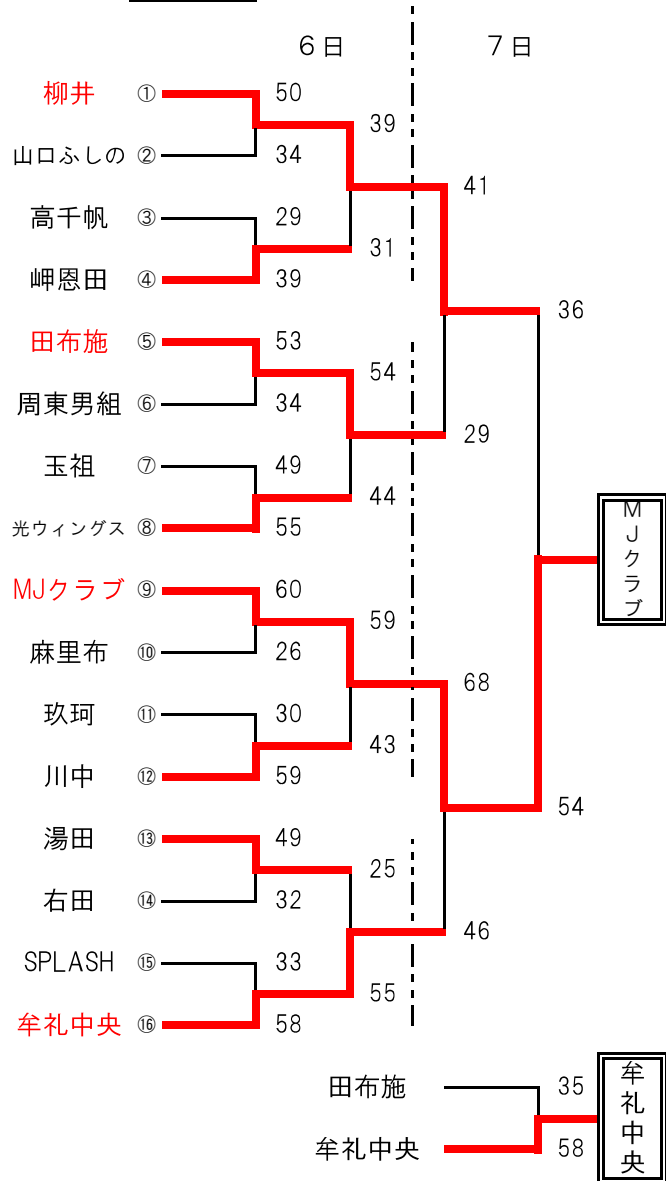 6日 7日
柳井 ① 50
39
山口ふしの ② 34
41
高千帆 ③ 29
31
岬恩田 ④ 39
36
田布施 ⑤ 53
54
周東男組 ⑥ 34
29
玉祖 ⑦ 49
44
光ウィングス ⑧ 55
MJクラブ
MJクラブ ⑨ 60
59
麻里布 ⑩ 26
68
玖珂 ⑪ 30
43
川中 ⑫ 59
54
湯田 ⑬ 49
25
右田 ⑭ 32
46
SPLASH ⑮ 33
55
牟礼中央 ⑯ 58
田布施 35
牟礼中央
牟礼中央 58